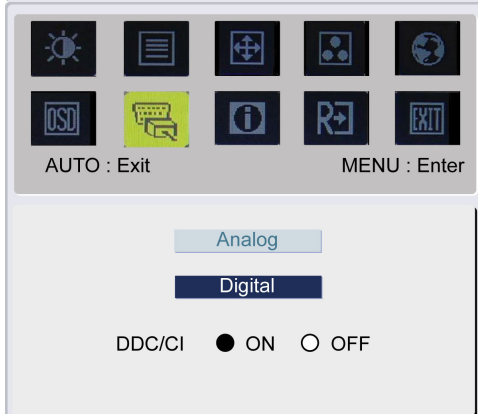 OSD
R
EXIT
AUTO : Exit
MENU : Enter
Analog
Digital
DDC/CI ON OFF